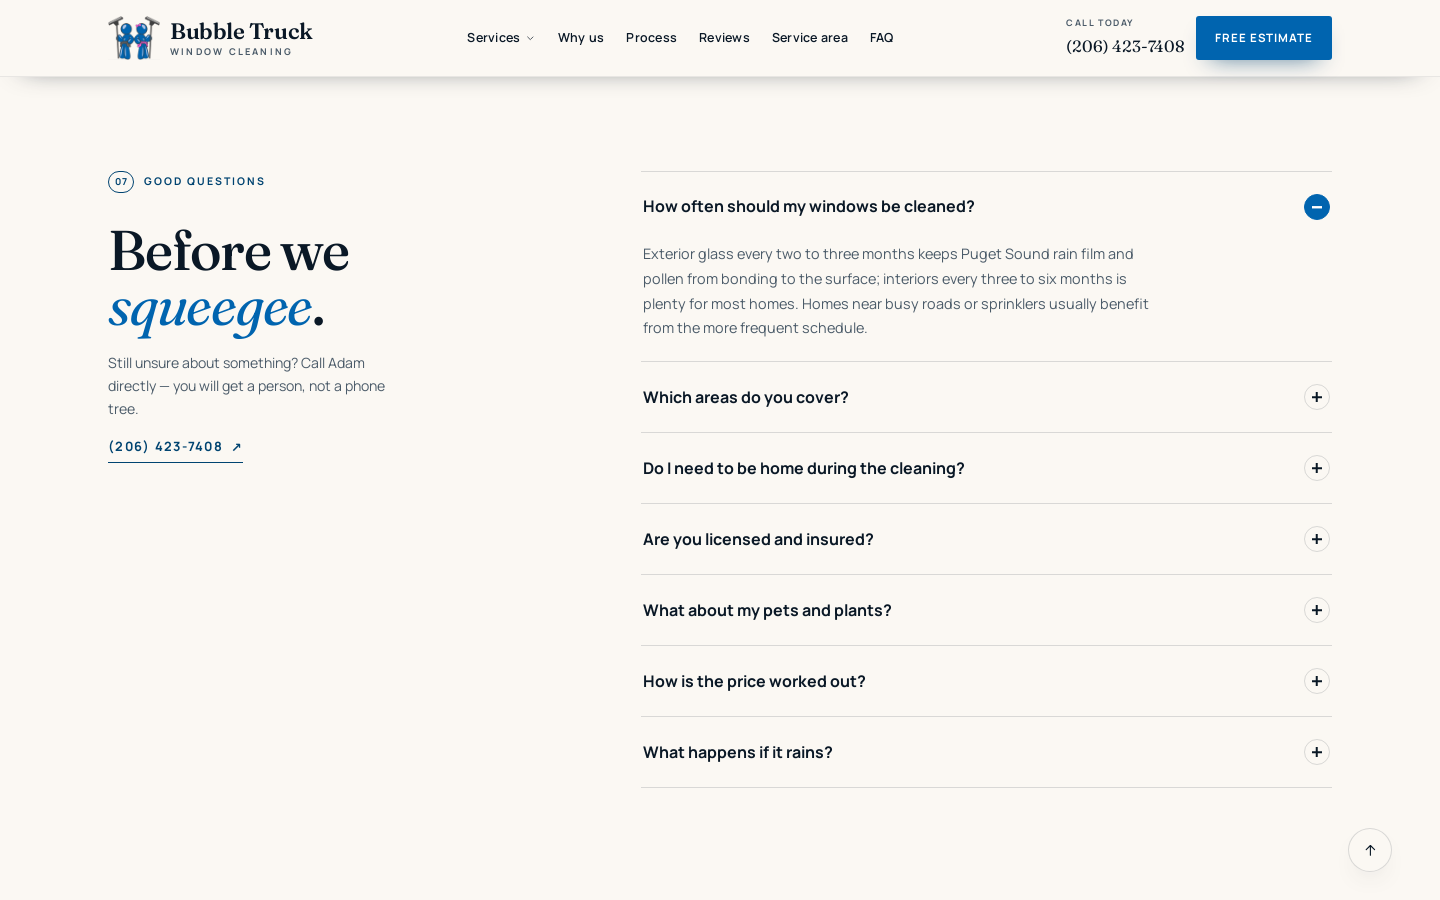 Bubble Truck
WINDOW CLEANING
Services
Why us
Process
Reviews
Service area
FAQ
CALL TODAY
(206) 423-7408
FREE ESTIMATE
07 GOOD QUESTIONS
Before we
squeegee.
Still unsure about something? Call Adam
directly — you will get a person, not a phone
tree.
(206) 423-7408 ↗
How often should my windows be cleaned?
Exterior glass every two to three months keeps Puget Sound rain film and
pollen from bonding to the surface; interiors every three to six months is
plenty for most homes. Homes near busy roads or sprinklers usually benefit
from the more frequent schedule.
Which areas do you cover?
Do I need to be home during the cleaning?
Are you licensed and insured?
What about my pets and plants?
How is the price worked out?
What happens if it rains?